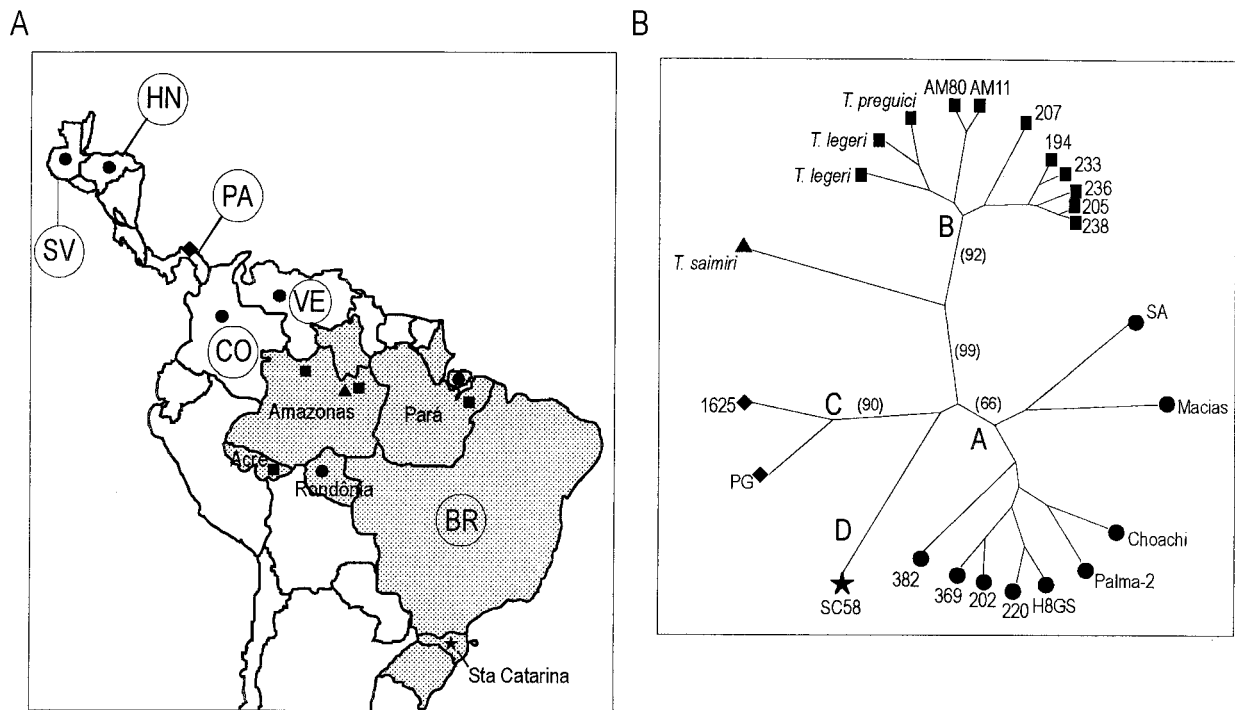 A
HN
PA
SV
VE
CO
Amazonas
Pará
Acre
Rondônia
BR
Sta Catarina
B
AM80 AM11
T. preguici
207
T. legeri
194
233
T. legeri
236
205
238
B
(92)
T. saimiri
SA
(99)
1625
C
(90)
(66)
Macias
A
PG
D
Choachi
382
Palma-2
369
202
220
H8GS
SC58